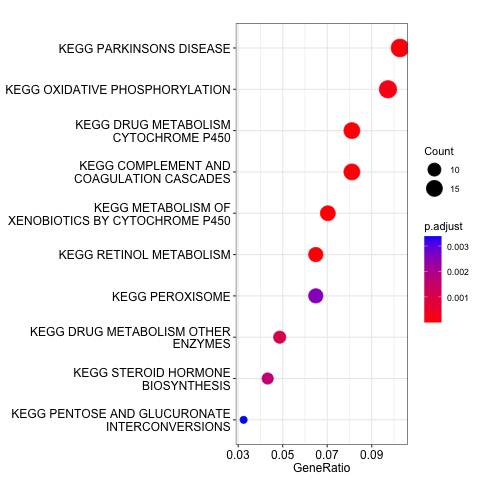 KEGG PARKINSONS DISEASE
KEGG OXIDATIVE PHOSPHORYLATION
KEGG DRUG METABOLISM
CYTOCHROME P450
KEGG COMPLEMENT AND
COAGULATION CASCADES
KEGG METABOLISM OF
XENOBIOTICS BY CYTOCHROME P450
KEGG RETINOL METABOLISM
KEGG PEROXISOME
KEGG DRUG METABOLISM OTHER
ENZYMES
KEGG STEROID HORMONE
BIOSYNTHESIS
KEGG PENTOSE AND GLUCURONATE
INTERCONVERSIONS
0.03 0.05 0.07 0.09
GeneRatio
Count
10
15
p.adjust
0.003
0.002
0.001